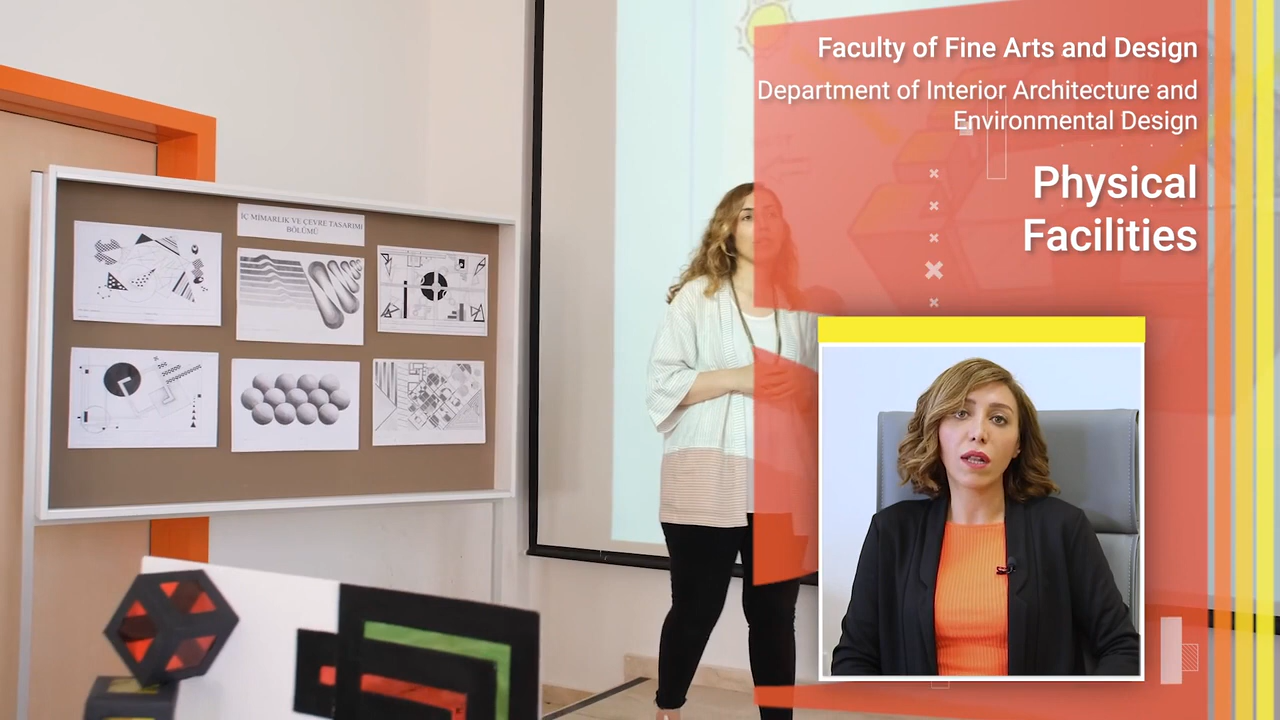 Faculty of Fine Arts and Design
Department of Interior Architecture and
Environmental Design
Physical
Facilities
İÇ MİMARLIK VE ÇEVRE TASARIMI
BÖLÜMÜ